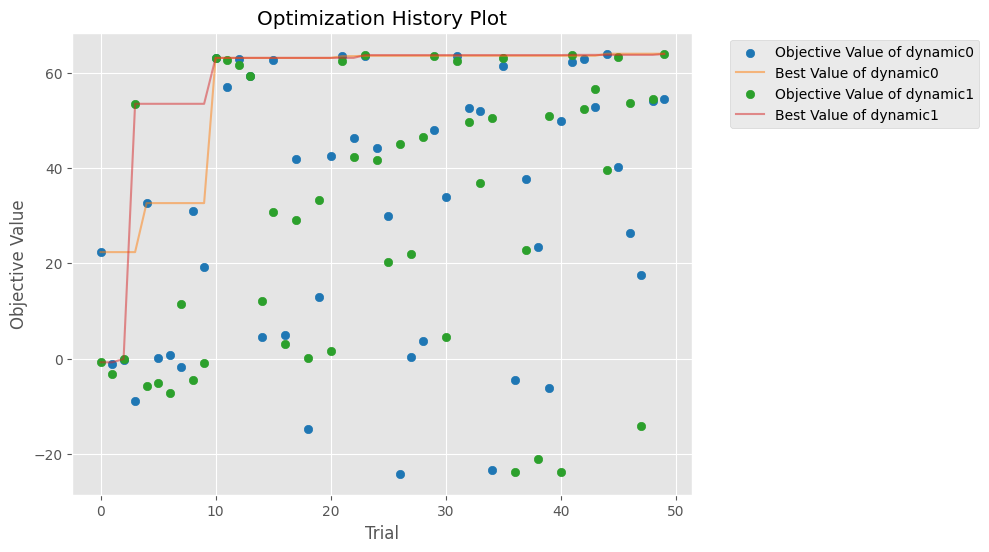 Optimization History Plot
Objective Value of dynamic0
Best Value of dynamic0
Objective Value of dynamic1
Best Value of dynamic1
Objective Value
60
40
20
0
−20
0 10 20 30 40 50
Trial